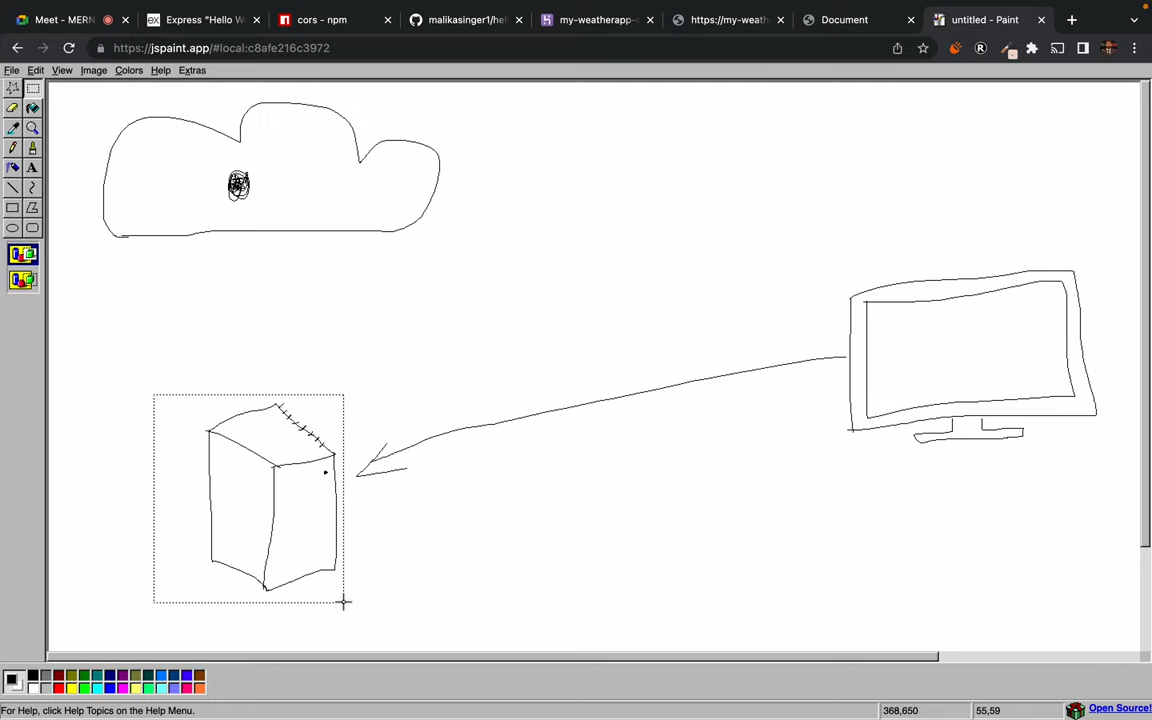 Meet - MERN
Express "Hello W
cors - npm
malikasinger1/hel
my-weatherapp-e
https://my-weath
Document
untitled - Paint
https://jspaint.app/#local:c8afe216c3972
File Edit View Image Colors Help Extras
For Help, click Help Topics on the Help Menu.
368,650
55,59
Open Source!